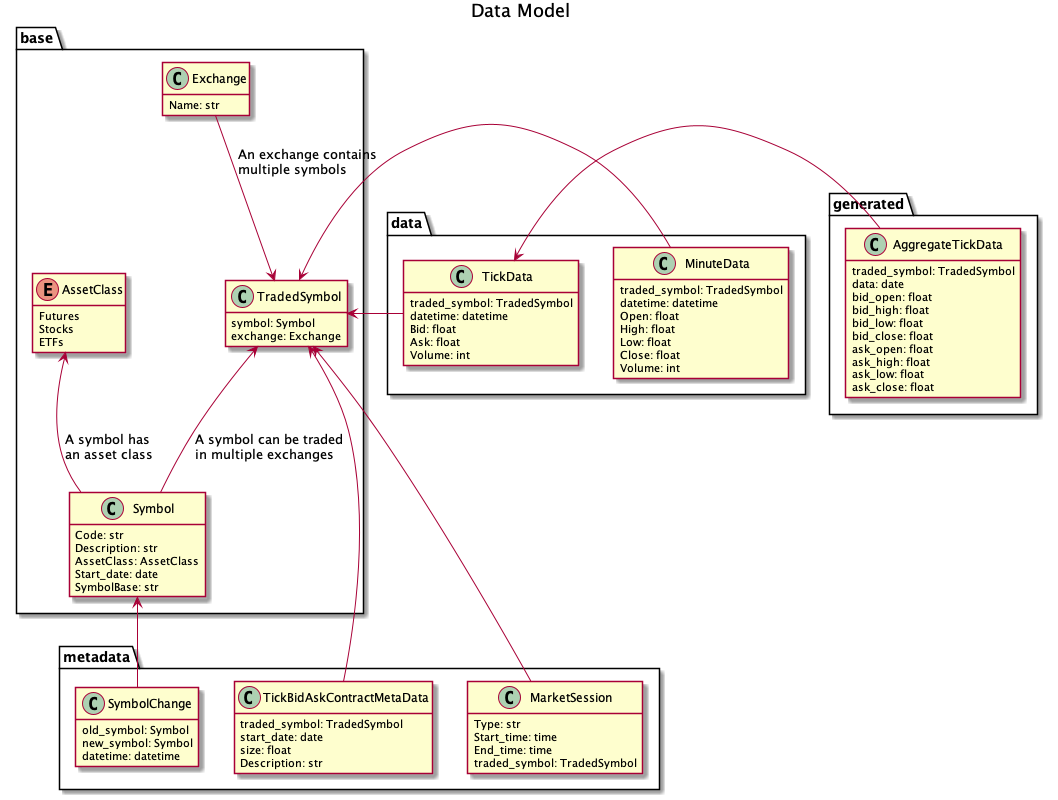 Data Model
base
C Exchange
Name: str
An exchange contains
multiple symbols
data
generated
C AggregateTickData
traded_symbol: TradedSymbol
data: date
bid_open: float
bid_high: float
bid_low: float
bid_close: float
ask_open: float
ask_high: float
ask_low: float
ask_close: float
C MinuteData
traded_symbol: TradedSymbol
datetime: datetime
Open: float
High: float
Low: float
Close: float
Volume: int
C TickData
traded_symbol: TradedSymbol
datetime: datetime
Bid: float
Ask: float
Volume: int
E AssetClass
Futures
Stocks
ETFs
C TradedSymbol
symbol: Symbol
exchange: Exchange
A symbol has
an asset class
A symbol can be traded
in multiple exchanges
C Symbol
Code: str
Description: str
AssetClass: AssetClass
Start_date: date
SymbolBase: str
metadata
C SymbolChange
old_symbol: Symbol
new_symbol: Symbol
datetime: datetime
C TickBidAskContractMetaData
traded_symbol: TradedSymbol
start_date: date
size: float
Description: str
C MarketSession
Type: str
Start_time: time
End_time: time
traded_symbol: TradedSymbol